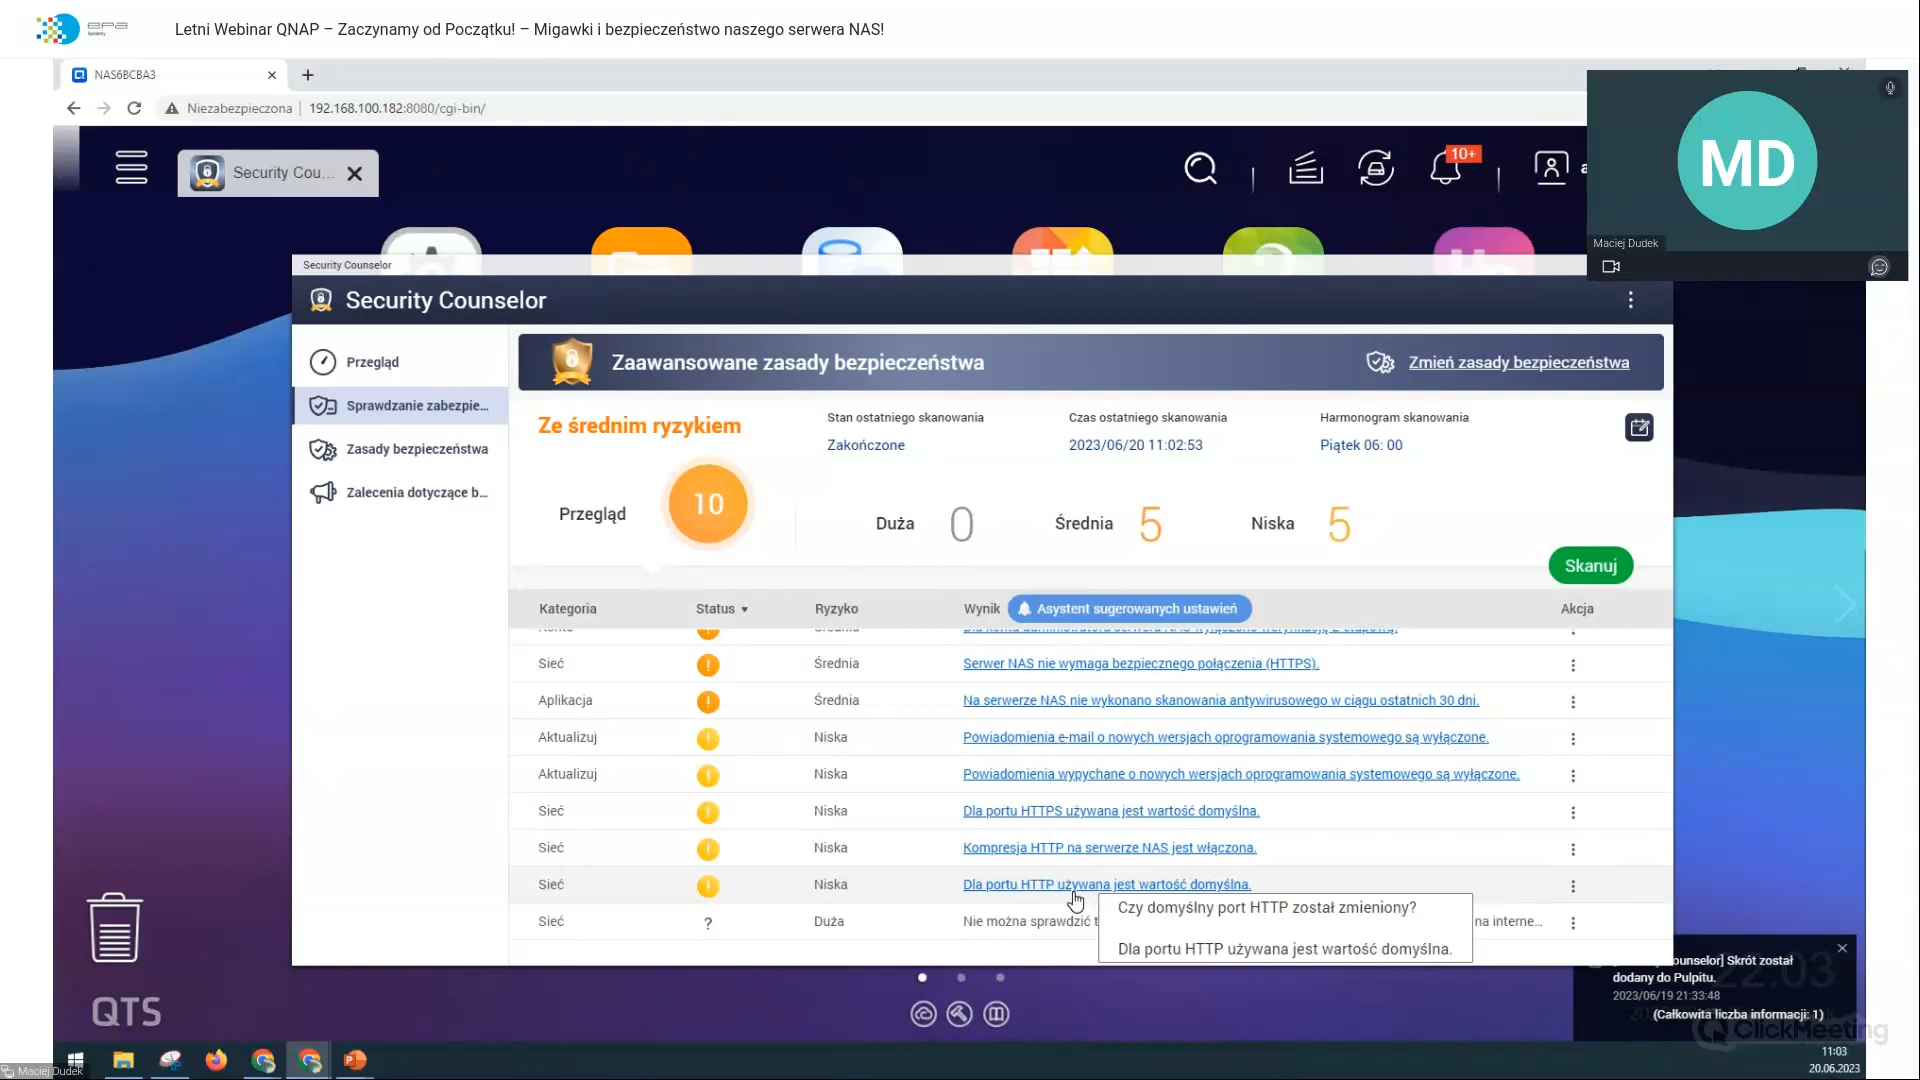 Letni Webinar QNAP – Zaczynamy od Początku! – Migawki i bezpieczeństwo naszego serwera NAS!
NAS6BCBA3
Niezabezpieczona
192.168.100.182:8080/cgi-bin/
Security Cou...
10+
MD
Maciej Dudek
Security Counselor
Security Counselor
Przegląd
Sprawdzanie zabezpie...
Zasady bezpieczeństwa
Zalecenia dotyczące b...
Zaawansowane zasady bezpieczeństwa
Zmień zasady bezpieczeństwa
Ze średnim ryzykiem
Stan ostatniego skanowania
Zakończone
Czas ostatniego skanowania
2023/06/20 11:02:53
Harmonogram skanowania
Piątek 06: 00
Przegląd
10
Duża 0
Średnia 5
Niska 5
Skanuj
Kategoria Status Ryzyko Wynik Asystent sugerowanych ustawień Akcja
Sieć Średnia Serwer NAS nie wymaga bezpiecznego połączenia (HTTPS).
Aplikacja Średnia Na serwerze NAS nie wykonano skanowania antywirusowego w ciągu ostatnich 30 dni.
Aktualizuj Niska Powiadomienia e-mail o nowych wersjach oprogramowania systemowego są wyłączone.
Aktualizuj Niska Powiadomienia wypychane o nowych wersjach oprogramowania systemowego są wyłączone.
Sieć Niska Dla portu HTTPS używana jest wartość domyślna.
Sieć Niska Kompresja HTTP na serwerze NAS jest włączona.
Sieć Niska Dla portu HTTP używana jest wartość domyślna.
Sieć ? Duża Nie można sprawdzić t na interne...
Czy domyślny port HTTP został zmieniony?
Dla portu HTTP używana jest wartość domyślna.
ounselor] Skrót został
dodany do Pulpitu.
2023/06/19 21:33:48
(Całkowita liczba informacji: 1)
QTS
ClickMeeting
11:03
20.06.2023
Maciej Dudek